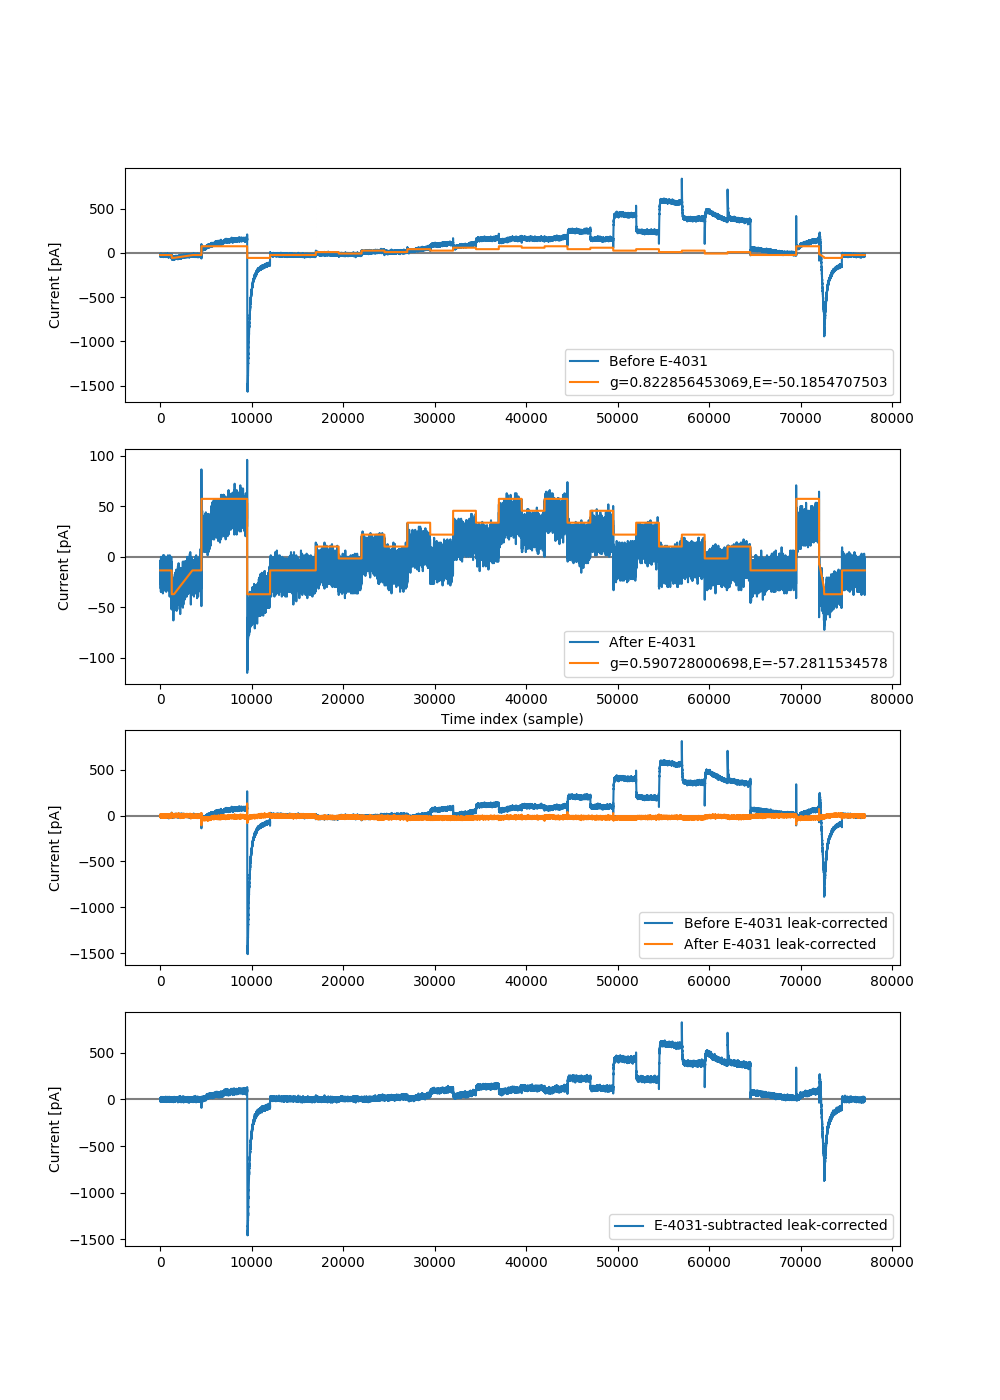 500
0
−500
−1000
−1500
Current [pA]
Before E-4031
g=0.822856453069,E=-50.1854707503
0 10000 20000 30000 40000 50000 60000 70000 80000
100
50
0
−50
−100
Current [pA]
After E-4031
g=0.590728000698,E=-57.2811534578
0 10000 20000 30000 40000 50000 60000 70000 80000
Time index (sample)
500
0
−500
−1000
−1500
Current [pA]
Before E-4031 leak-corrected
After E-4031 leak-corrected
0 10000 20000 30000 40000 50000 60000 70000 80000
500
0
−500
−1000
−1500
Current [pA]
E-4031-subtracted leak-corrected
0 10000 20000 30000 40000 50000 60000 70000 80000